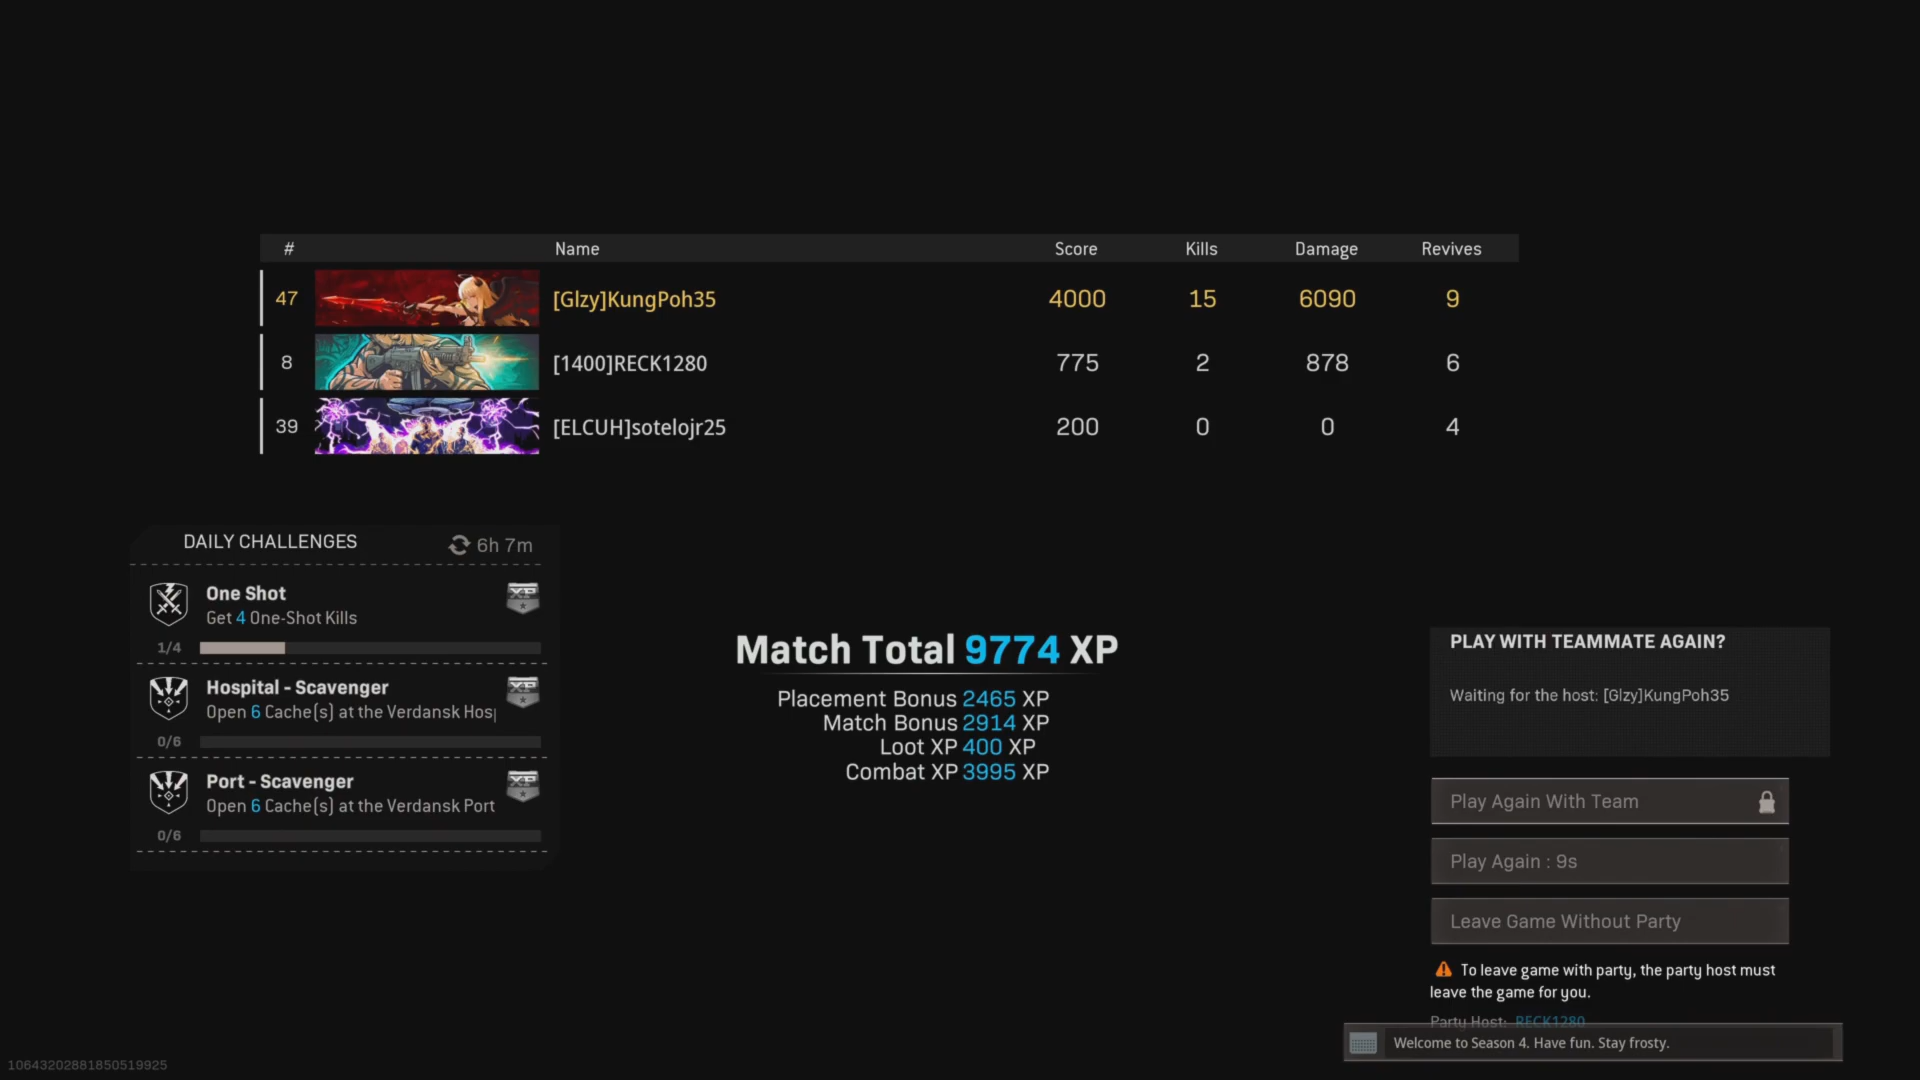 # Name Score Kills Damage Revives
47 [Glzy]KungPoh35 4000 15 6090 9
8 [1400]RECK1280 775 2 878 6
39 [ELCUH]sotelojr25 200 0 0 4
DAILY CHALLENGES 6h 7m
One Shot XP
Get 4 One-Shot Kills
1/4
Hospital - Scavenger XP
Open 6 Cache(s) at the Verdansk Hos
0/6
Port - Scavenger XP
Open 6 Cache(s) at the Verdansk Port
0/6
Match Total 9774 XP
Placement Bonus 2465 XP
Match Bonus 2914 XP
Loot XP 400 XP
Combat XP 3995 XP
PLAY WITH TEAMMATE AGAIN?
Waiting for the host: [Glzy]KungPoh35
Play Again With Team
Play Again : 9s
Leave Game Without Party
To leave game with party, the party host must
leave the game for you.
Party Host: RECK1280
Welcome to Season 4. Have fun. Stay frosty.
10643202881850519925